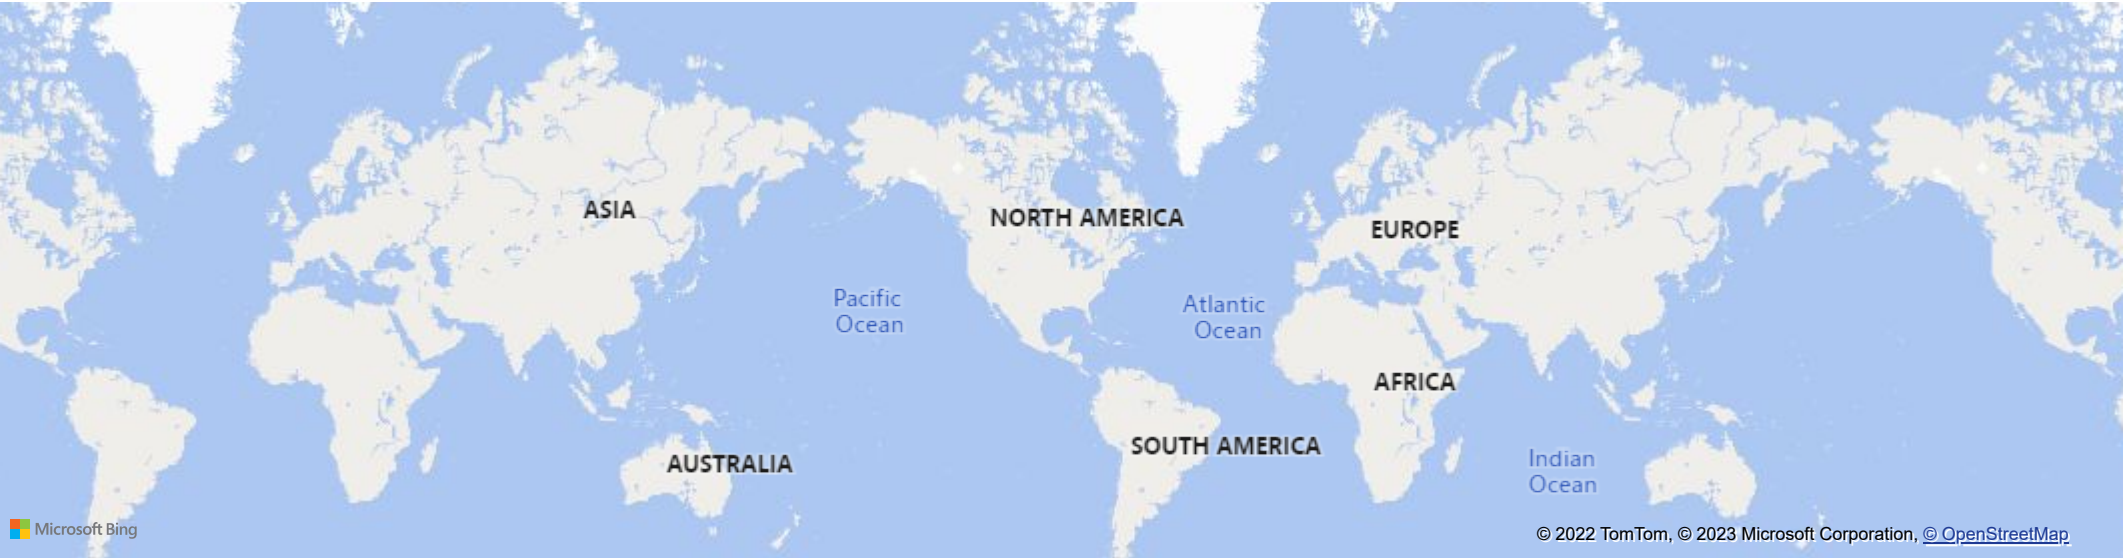 ASIA
NORTH AMERICA
EUROPE
Pacific
Ocean
Atlantic
Ocean
AFRICA
SOUTH AMERICA
AUSTRALIA
Indian
Ocean
Microsoft Bing
© 2022 TomTom, © 2023 Microsoft Corporation, © OpenStreetMap